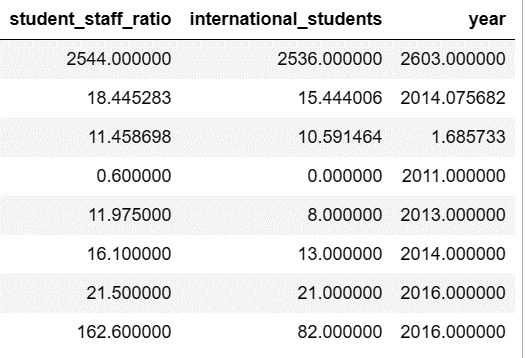 student_staff_ratio international_students year
2544.000000 2536.000000 2603.000000
18.445283 15.444006 2014.075682
11.458698 10.591464 1.685733
0.600000 0.000000 2011.000000
11.975000 8.000000 2013.000000
16.100000 13.000000 2014.000000
21.500000 21.000000 2016.000000
162.600000 82.000000 2016.000000